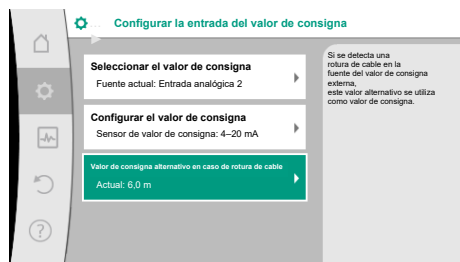 Configurar la entrada del valor de consigna
Seleccionar el valor de consigna
Fuente actual: Entrada analógica 2
Configurar el valor de consigna
Sensor de valor de consigna: 4–20 mA
Valor de consigna alternativo en caso de rotura de cable
Actual: 6,0 m
Si se detecta una
rotura de cable en la
fuente del valor de consigna
externa,
este valor alternativo se utiliza
como valor de consigna.